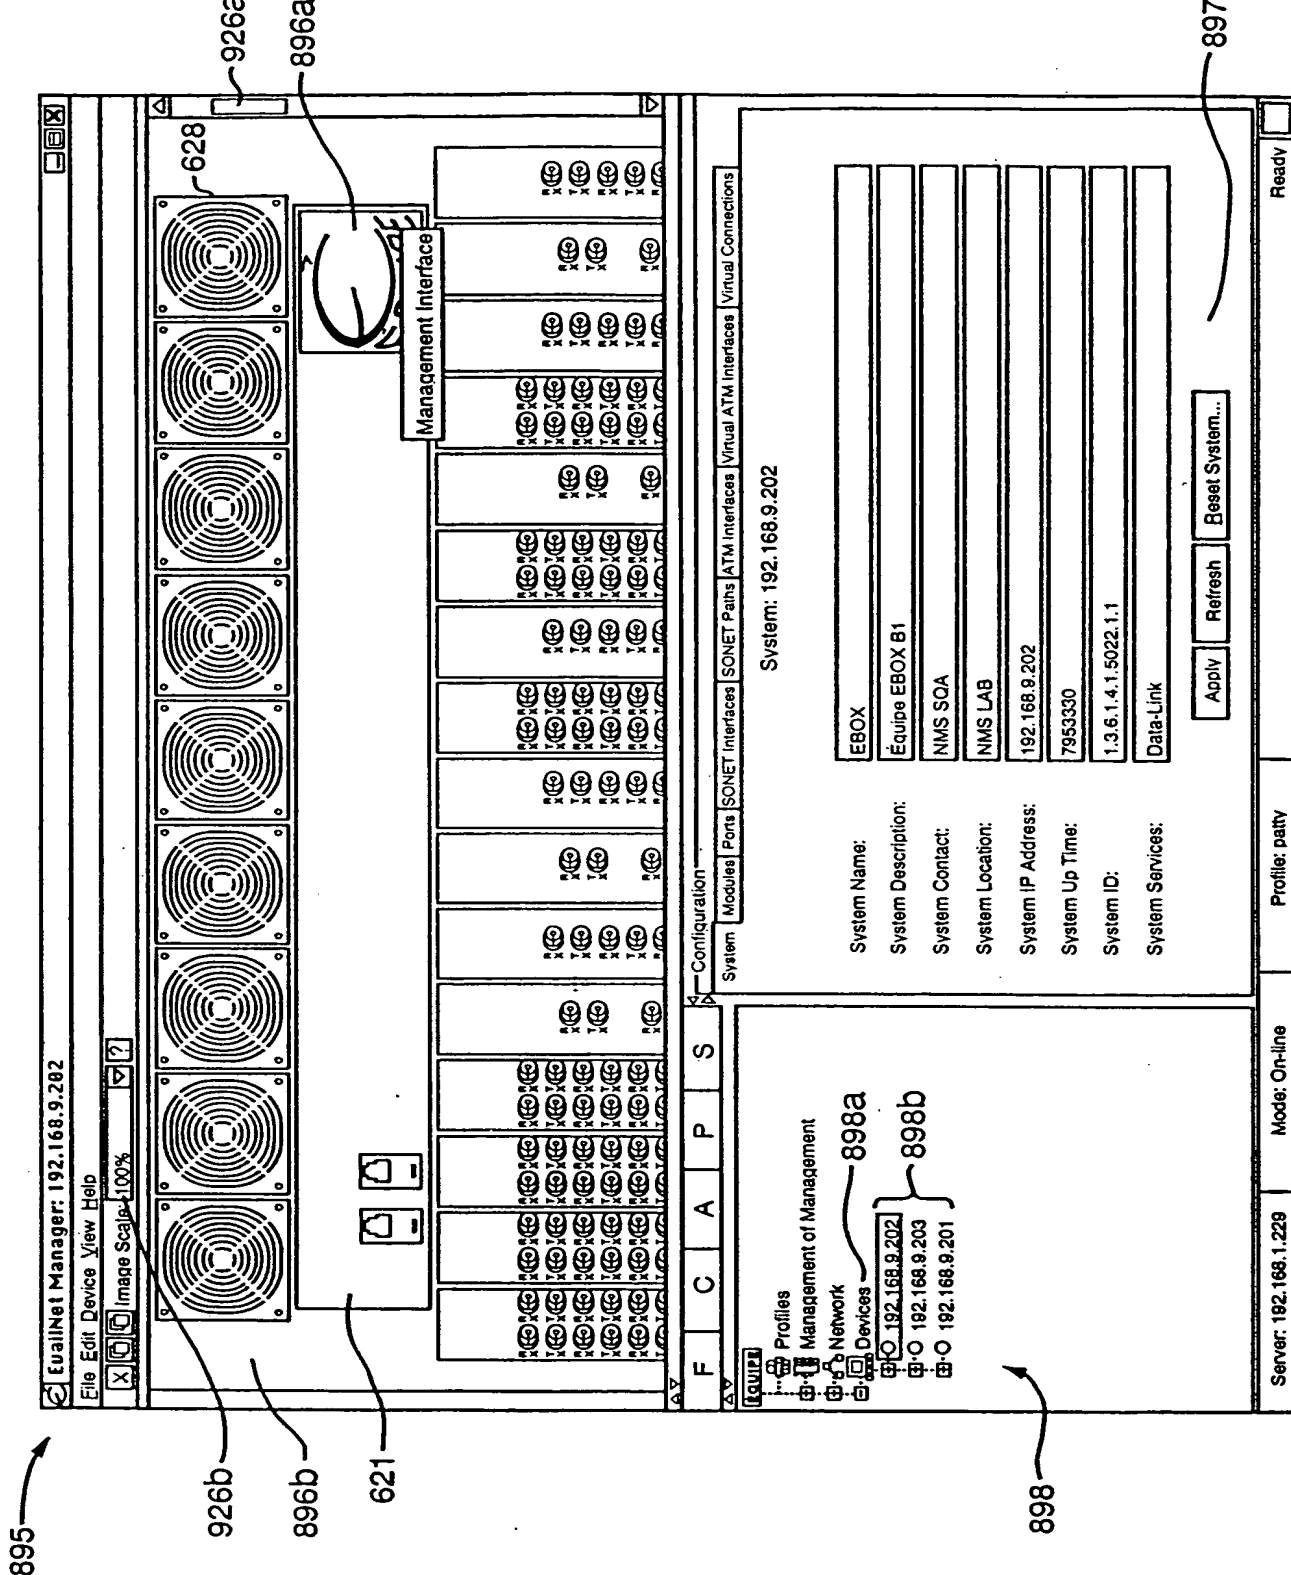 895
EualNet Manager: 192.168.9.202
File Edit Device View Help
Image Scale: 100%
?
926a
628
896a
Management Interface
926b
896b
621
F C A P S
EQUIPE
Profiles
Management of Management
Network
Devices
192.168.9.202
192.168.9.203
192.168.9.201
898a
898b
898
Configuration
System Modules Ports SONET Interfaces SONET Paths ATM Interfaces Virtual ATM Interfaces Virtual Connections
System: 192.168.9.202
System Name: EBOX
System Description: Equipe EBOX B1
System Contact: NMS SQA
System Location: NMS LAB
System IP Address: 192.168.9.202
System Up Time: 7953330
System ID: 1.3.6.1.4.1.5022.1.1
System Services: Data-Link
Apply Refresh Beset System...
897
Server: 192.168.1.229 Mode: On-line Profile: patty Ready